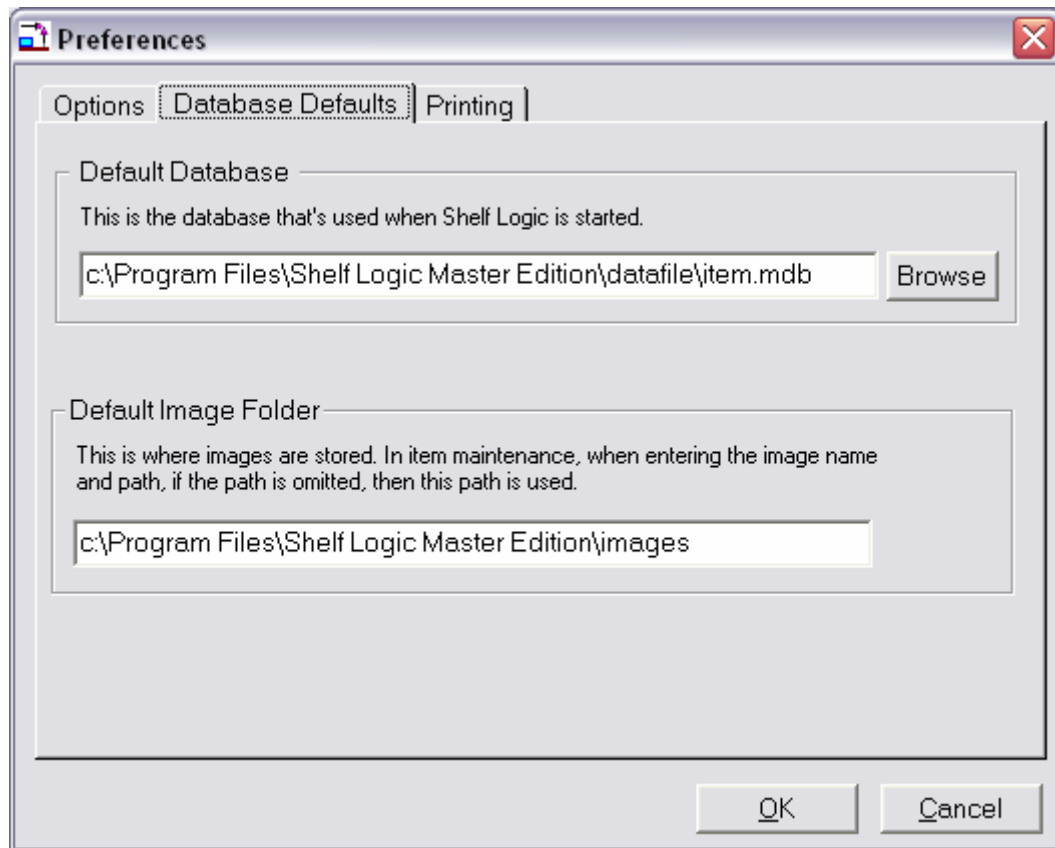 Preferences
Options Database Defaults Printing
Default Database
This is the database that's used when Shelf Logic is started.
c:\Program Files\Shelf Logic Master Edition\datafile\item.mdb Browse
Default Image Folder
This is where images are stored. In item maintenance, when entering the image name
and path, if the path is omitted, then this path is used.
c:\Program Files\Shelf Logic Master Edition\images
OK Cancel